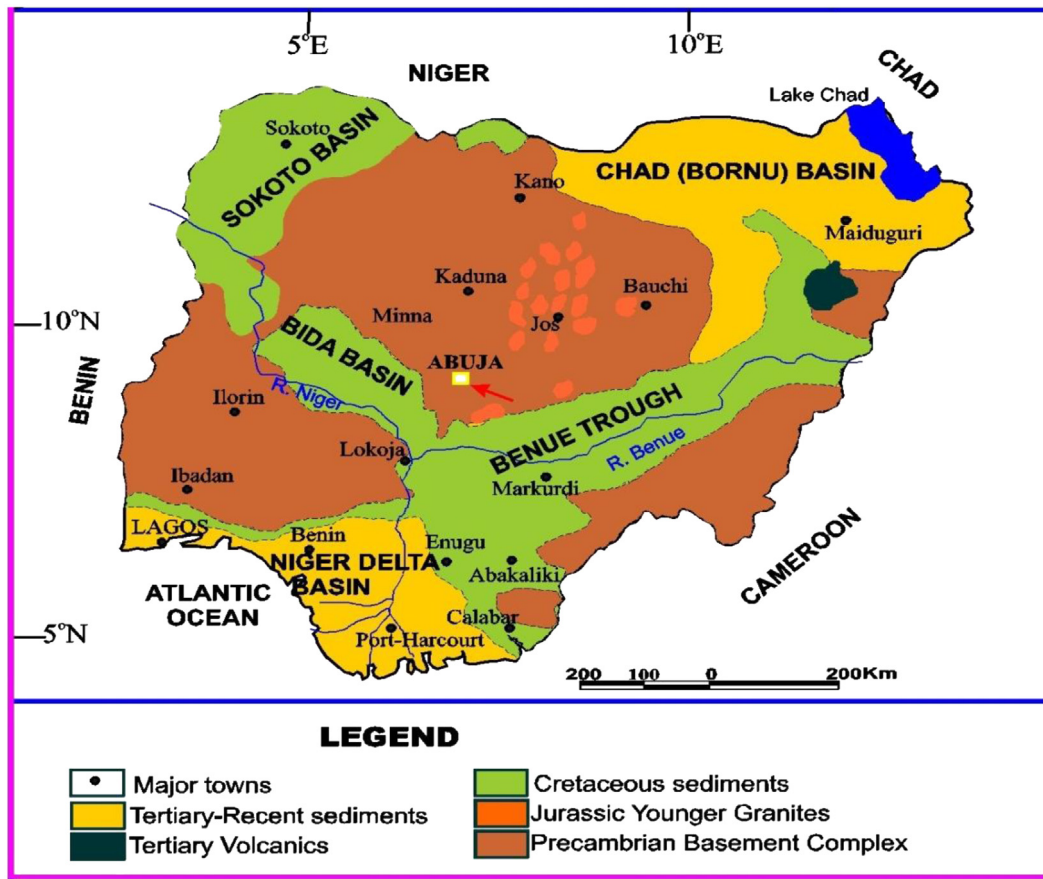 5°E
10°E
NIGER
CHAD
Lake Chad
Sokoto
SOKOTO BASIN
Kano
CHAD (BORNU) BASIN
Maiduguri
Kaduna
Bauchi
Minna
Jos
10°N
BIDA BASIN
ABUJA
BENIN
R. Niger
Ilorin
BENUE TROUGH
R. Benue
Lokoja
Markurdi
Ibadan
LAGOS
Benin
Enugu
NIGER DELTA
BASIN
Abakaliki
CAMEROON
ATLANTIC
OCEAN
Calabar
5°N
Port-Harcourt
200 100 0 200Km
LEGEND
Major towns
Cretaceous sediments
Tertiary-Recent sediments
Jurassic Younger Granites
Tertiary Volcanics
Precambrian Basement Complex